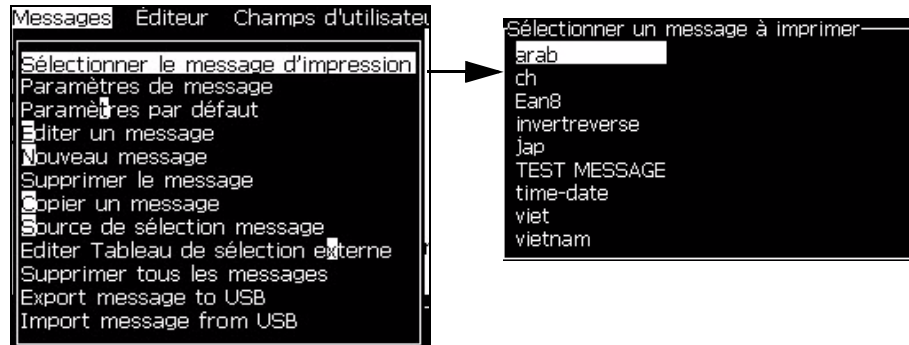 Messages Éditeur Champs d'utilisateu
Sélectionner le message d'impression
Paramètres de message
Paramètres par défaut
Editer un message
Nouveau message
Supprimer le message
Copier un message
Source de sélection message
Editer Tableau de sélection externe
Supprimer tous les messages
Export message to USB
Import message from USB
Sélectionner un message à imprimer
arab
ch
Ean8
invertreverse
jap
TEST MESSAGE
time-date
viet
vietnam